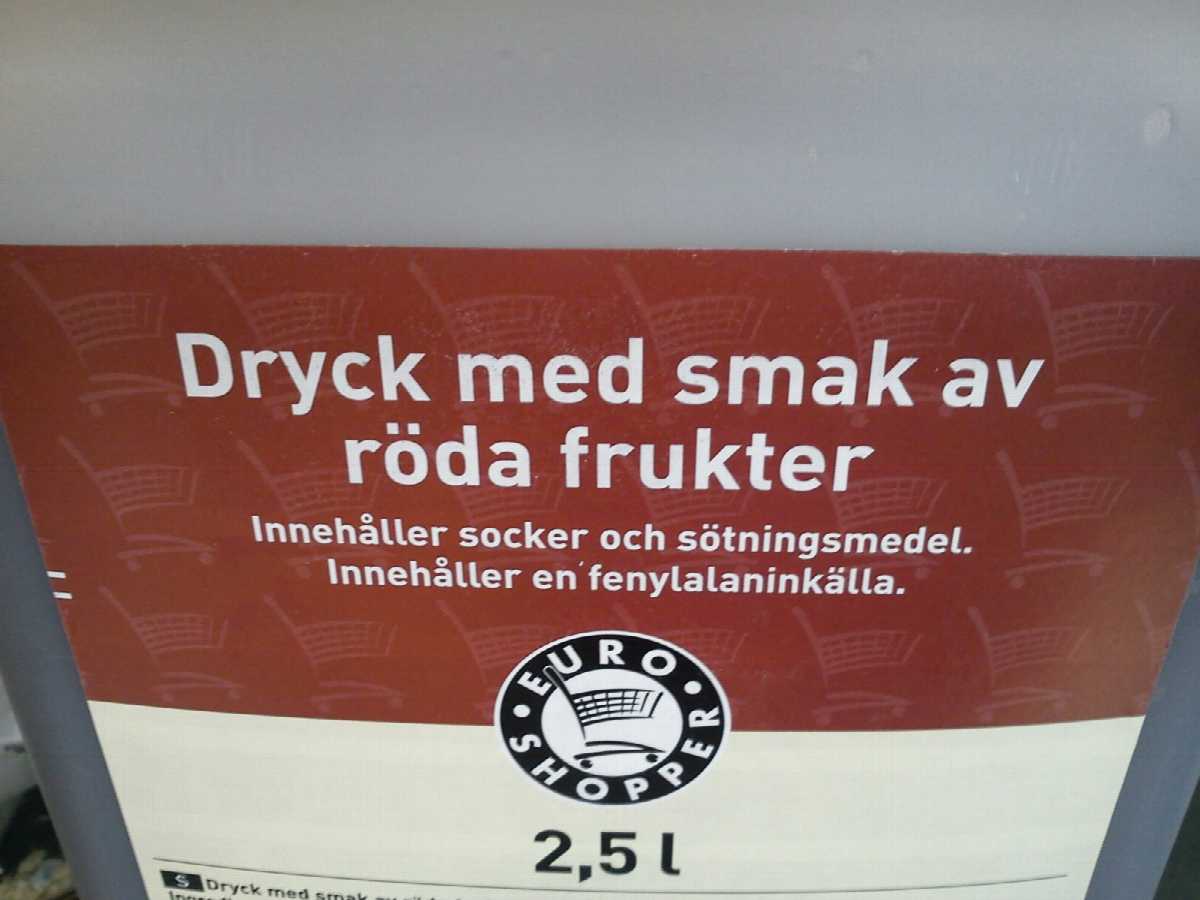 Dryck med smak av
röda frukter
Innehåller socker och sötningsmedel.
Innehåller en fenylalaninkälla.
EURO
SHOPPER
2,5 l
S Dryck med smak av